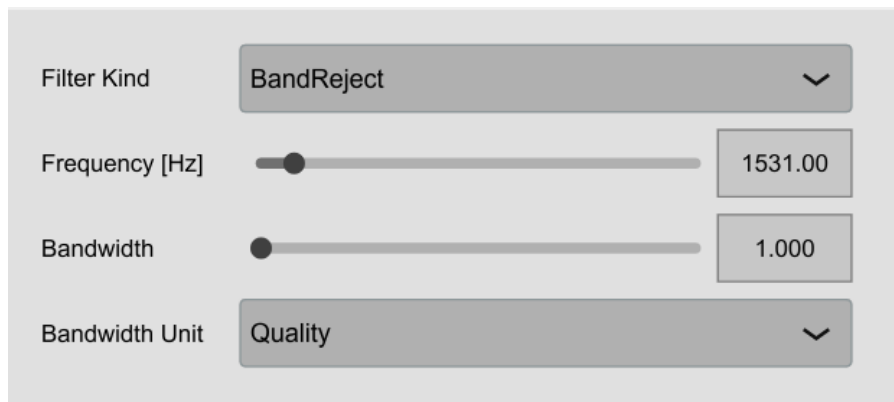 Filter Kind BandReject
Frequency [Hz] 1531.00
Bandwidth 1.000
Bandwidth Unit Quality